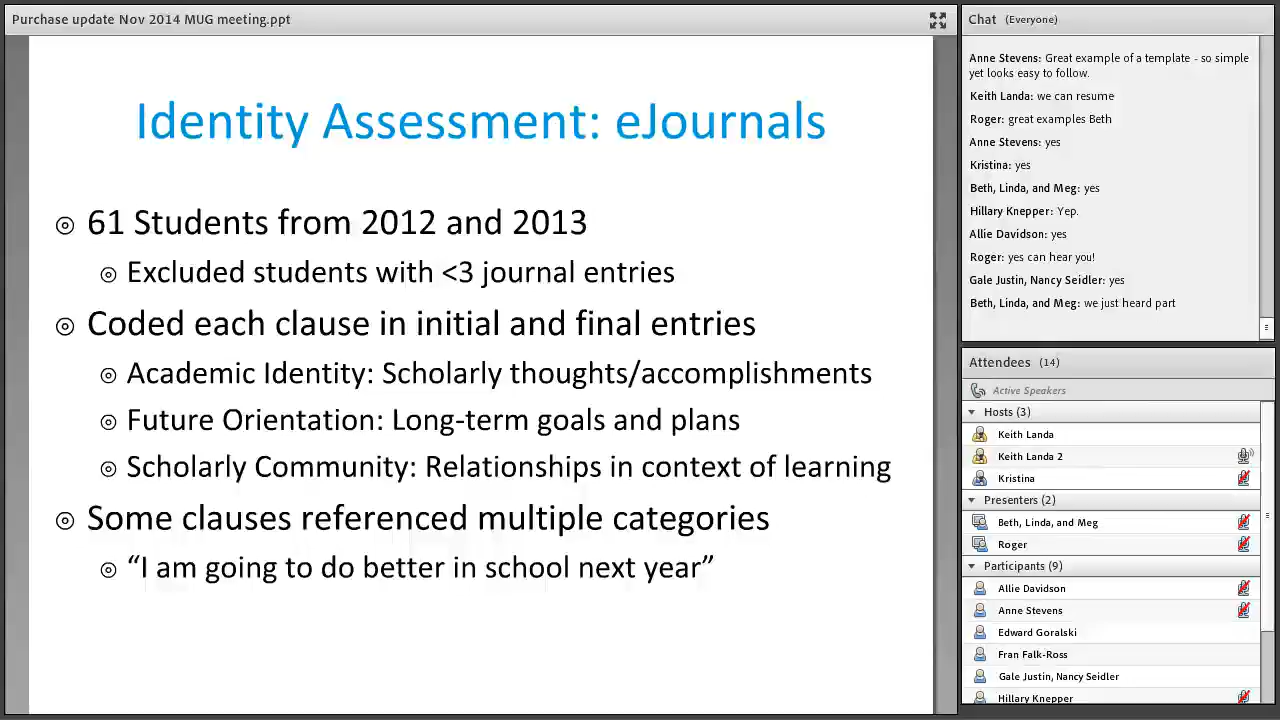 Purchase update Nov 2014 MUG meeting.ppt
Identity Assessment: eJournals
61 Students from 2012 and 2013
Excluded students with <3 journal entries
Coded each clause in initial and final entries
Academic Identity: Scholarly thoughts/accomplishments
Future Orientation: Long-term goals and plans
Scholarly Community: Relationships in context of learning
Some clauses referenced multiple categories
“I am going to do better in school next year”
Chat (Everyone)
Anne Stevens: Great example of a template - so simple
yet looks easy to follow.
Keith Landa: we can resume
Roger: great examples Beth
Anne Stevens: yes
Kristina: yes
Beth, Linda, and Meg: yes
Hillary Knepper: Yep.
Allie Davidson: yes
Roger: yes can hear you!
Gale Justin, Nancy Seidler: yes
Beth, Linda, and Meg: we just heard part
Attendees (14)
Active Speakers
Hosts (3)
Keith Landa
Keith Landa 2
Kristina
Presenters (2)
Beth, Linda, and Meg
Roger
Participants (9)
Allie Davidson
Anne Stevens
Edward Goralski
Fran Falk-Ross
Gale Justin, Nancy Seidler
Hillary Knepper